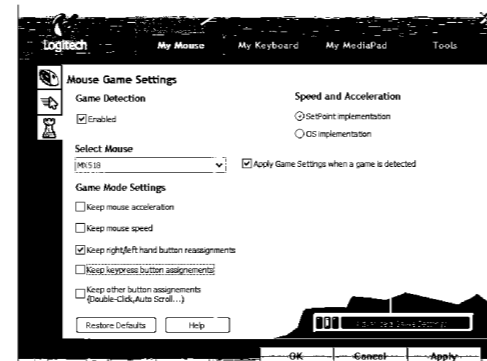 Logitech
My Mouse My Keyboard My MediaPad Tools
Mouse Game Settings
Game Detection
Enabled
Speed and Acceleration
SetPoint implementation
OS implementation
Select Mouse
MX518
Apply Game Settings when a game is detected
Game Mode Settings
Keep mouse acceleration
Keep mouse speed
Keep right/left hand button reassignments
Keep keypress button assignements
Keep other button assignements
(Double-Click,Auto Scroll...)
Restore Defaults Help
Advanced Game Settings
OK Cancel Apply